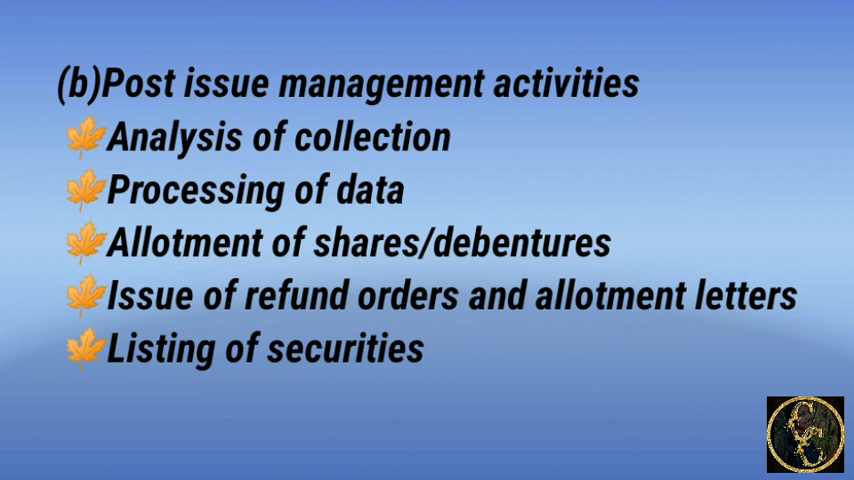 (b)Post issue management activities
🍁Analysis of collection
🍁Processing of data
🍁Allotment of shares/debentures
🍁Issue of refund orders and allotment letters
🍁Listing of securities